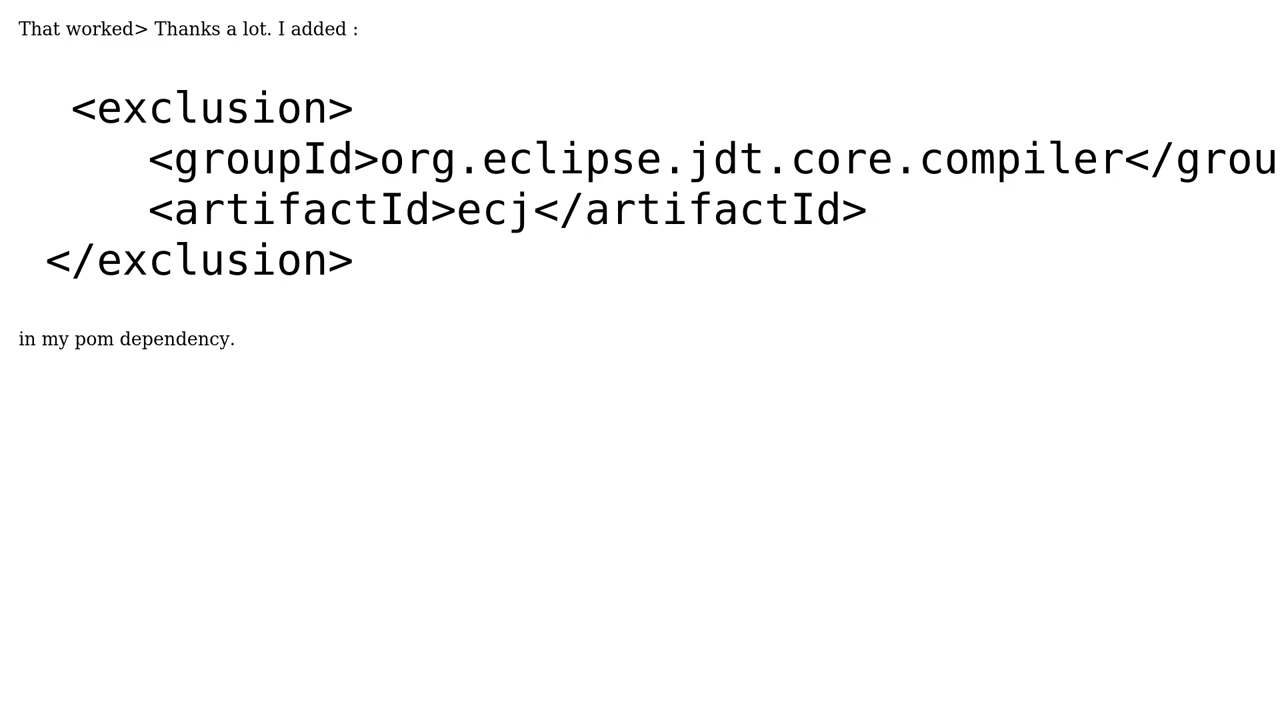 That worked> Thanks a lot. I added :
<exclusion>
<groupId>org.eclipse.jdt.core.compiler</grou
<artifactId>ecj</artifactId>
</exclusion>
in my pom dependency.